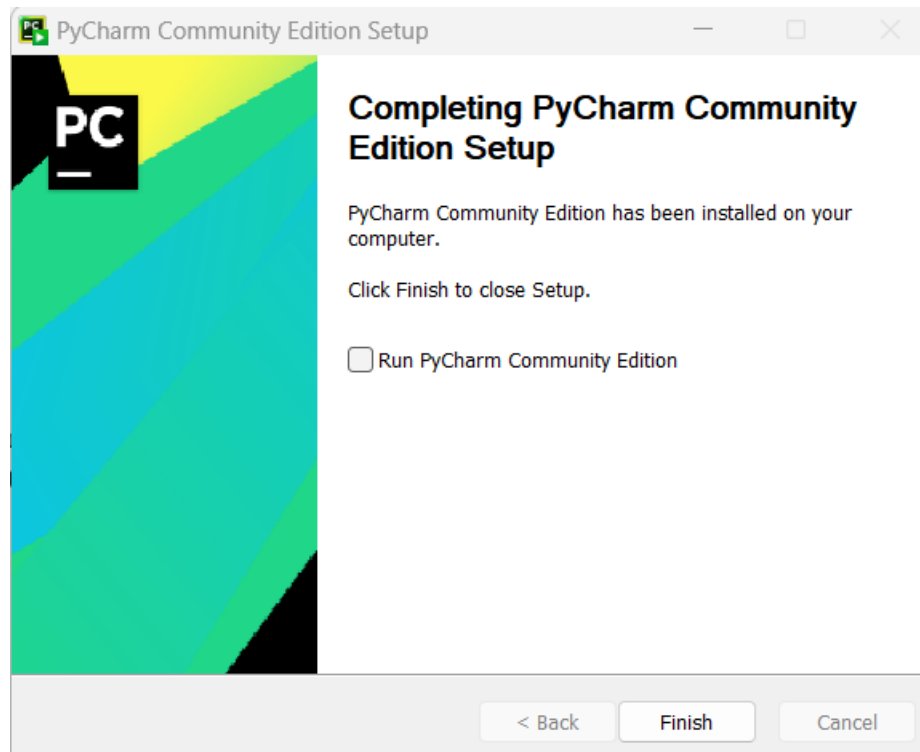 PyCharm Community Edition Setup
PC
Completing PyCharm Community
Edition Setup
PyCharm Community Edition has been installed on your
computer.
Click Finish to close Setup.
Run PyCharm Community Edition
< Back
Finish
Cancel